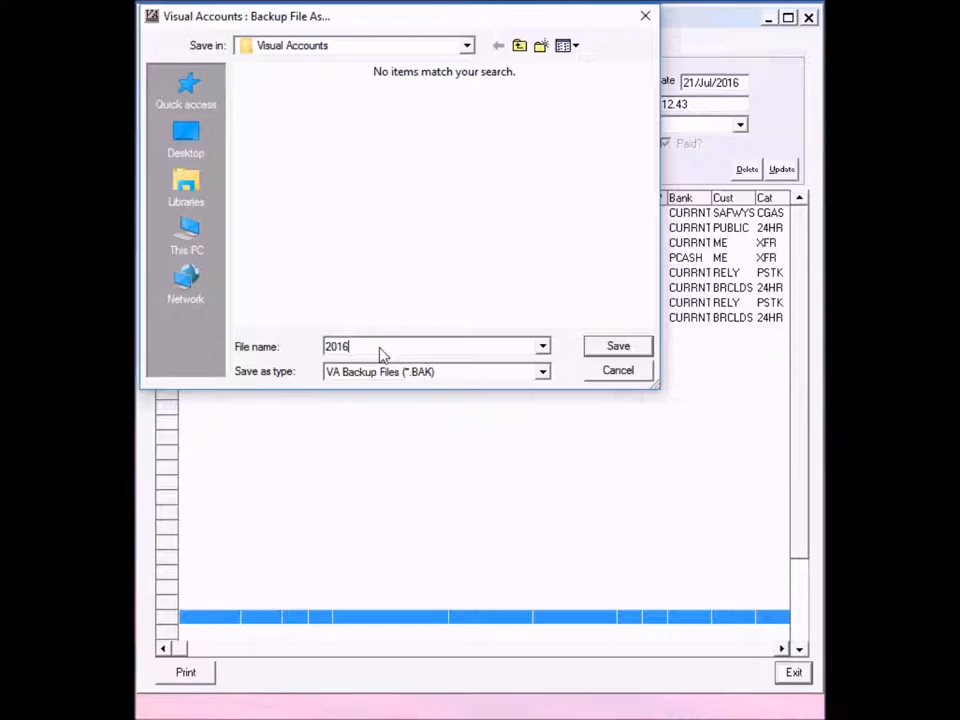 Visual Accounts : Backup File As...
Save in: Visual Accounts
No items match your search.
Quick access
Desktop
Libraries
This PC
Network
File name: 2016
Save as type: VA Backup Files (*.BAK)
Save
Cancel
ate 21/Jul/2016
12.43
Paid?
Delete Update
Bank Cust Cat
CURRNT SAFWYS CGAS
CURRNT PUBLIC 24HR
CURRNT ME XFR
PCASH ME XFR
CURRNT RELY PSTK
CURRNT BRCLDS 24HR
CURRNT RELY PSTK
CURRNT BRCLDS 24HR
Print
Exit